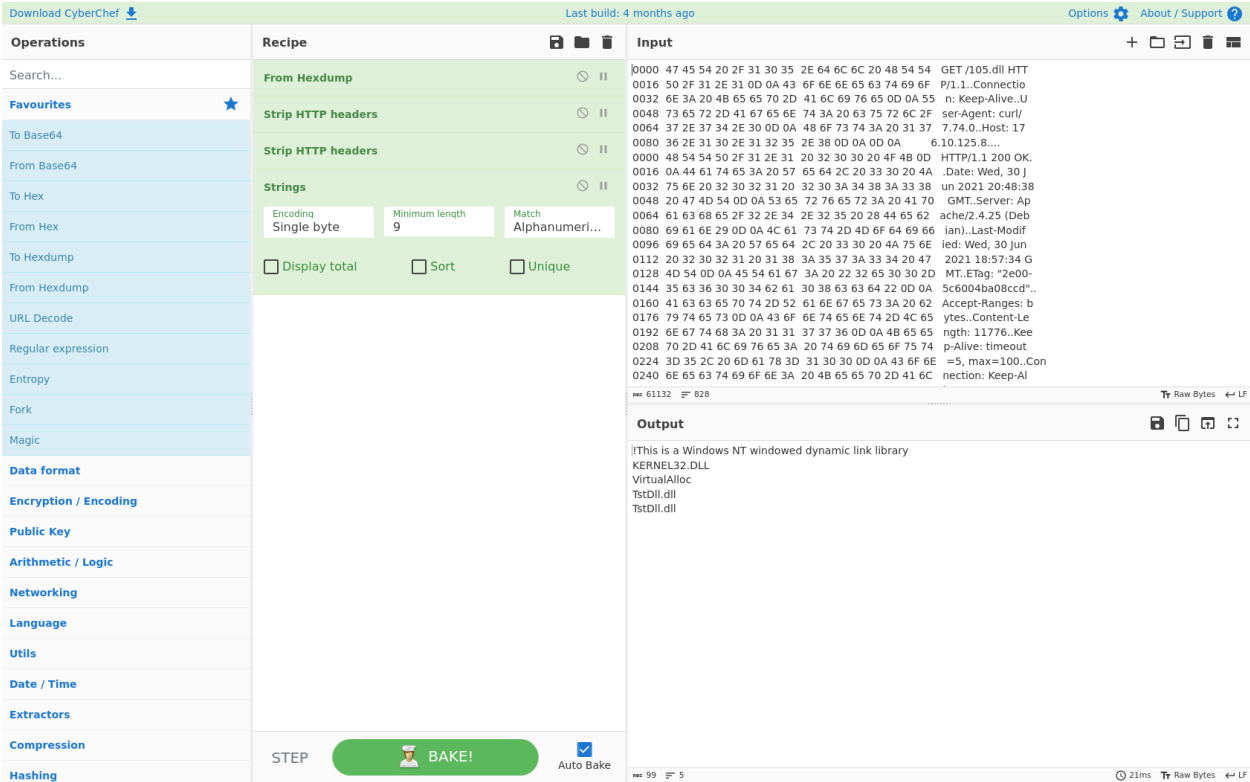 Download CyberChef
Last build: 4 months ago
Options
About / Support
Operations
Search...
Favourites
To Base64
From Base64
To Hex
From Hex
To Hexdump
From Hexdump
URL Decode
Regular expression
Entropy
Fork
Magic
Data format
Encryption / Encoding
Public Key
Arithmetic / Logic
Networking
Language
Utils
Date / Time
Extractors
Compression
Hashing
Recipe
From Hexdump
Strip HTTP headers
Strip HTTP headers
Strings
Encoding
Single byte
Minimum length
9
Match
Alphanumeri...
Display total
Sort
Unique
STEP
BAKE!
Auto Bake
Input
0000 47 45 54 20 2F 31 30 35 2E 64 6C 6C 20 48 54 54 GET /105.dll HTT
0016 50 2F 31 2E 31 0D 0A 43 6F 6E 6E 65 63 74 69 6F P/1.1..Connectio
0032 6E 3A 20 4B 65 65 70 2D 41 6C 69 76 65 0D 0A 55 n: Keep-Alive..U
0048 73 65 72 2D 41 67 65 6E 74 3A 20 63 75 72 6C 2F ser-Agent: curl/
0064 37 2E 37 34 2E 30 0D 0A 48 6F 73 74 3A 20 31 37 7.74.0..Host: 17
0080 36 2E 31 30 2E 31 32 35 2E 38 0D 0A 0D 0A 6.10.125.8....
0000 48 54 54 50 2F 31 2E 31 20 32 30 30 20 4F 4B 0D HTTP/1.1 200 OK.
0016 0A 44 61 74 65 3A 20 57 65 64 2C 20 33 30 20 4A .Date: Wed, 30 J
0032 75 6E 20 32 30 32 31 20 32 30 3A 34 38 3A 33 38 un 2021 20:48:38
0048 20 47 4D 54 0D 0A 53 65 72 76 65 72 3A 20 41 70 GMT..Server: Ap
0064 61 63 68 65 2F 32 2E 34 2E 32 35 20 28 44 65 62 ache/2.4.25 (Deb
0080 69 61 6E 29 0D 0A 4C 61 73 74 2D 4D 6F 64 69 66 ian)..Last-Modif
0096 69 65 64 3A 20 57 65 64 2C 20 33 30 20 4A 75 6E ied: Wed, 30 Jun
0112 20 32 30 32 31 20 31 38 3A 35 37 3A 33 34 20 47 2021 18:57:34 G
0128 4D 54 0D 0A 45 54 61 67 3A 20 22 32 65 30 30 2D MT..ETag: "2e00-
0144 35 63 36 30 30 34 62 61 30 38 63 63 64 22 0D 0A 5c6004ba08ccd"..
0160 41 63 63 65 70 74 2D 52 61 6E 67 65 73 3A 20 62 Accept-Ranges: b
0176 79 74 65 73 0D 0A 43 6F 6E 74 65 6E 74 2D 4C 65 ytes..Content-Le
0192 6E 67 74 68 3A 20 31 31 37 37 36 0D 0A 4B 65 65 ngth: 11776..Kee
0208 70 2D 41 6C 69 76 65 3A 20 74 69 6D 65 6F 75 74 p-Alive: timeout
0224 3D 35 2C 20 6D 61 78 3D 31 30 30 0D 0A 43 6F 6E =5, max=100..Con
0240 6E 65 63 74 69 6F 6E 3A 20 4B 65 65 70 2D 41 6C nection: Keep-Al
ABC 61132 828
Raw Bytes
LF
Output
!This is a Windows NT windowed dynamic link library
KERNEL32.DLL
VirtualAlloc
TstDll.dll
TstDll.dll
ABC 99 5
21ms
Raw Bytes
LF